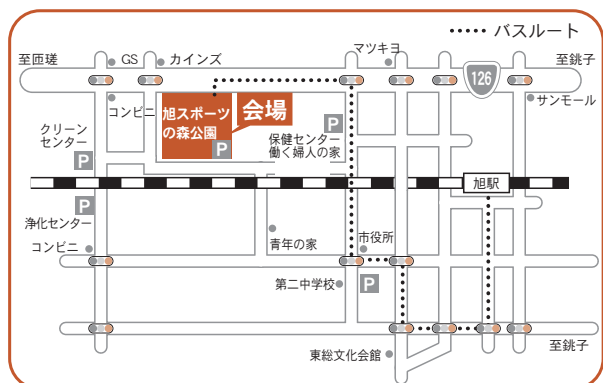 バスルート
マツキヨ
至匝瑳
GS
カインズ
126
至銚子
コンビニ
サンモール
旭スポーツ
の森公園
会場
P
クリーン
センター
P
保健センター
働く婦人の家
P
旭駅
P
浄化センター
コンビニ
青年の家
市役所
第二中学校
P
東総文化会館
至銚子